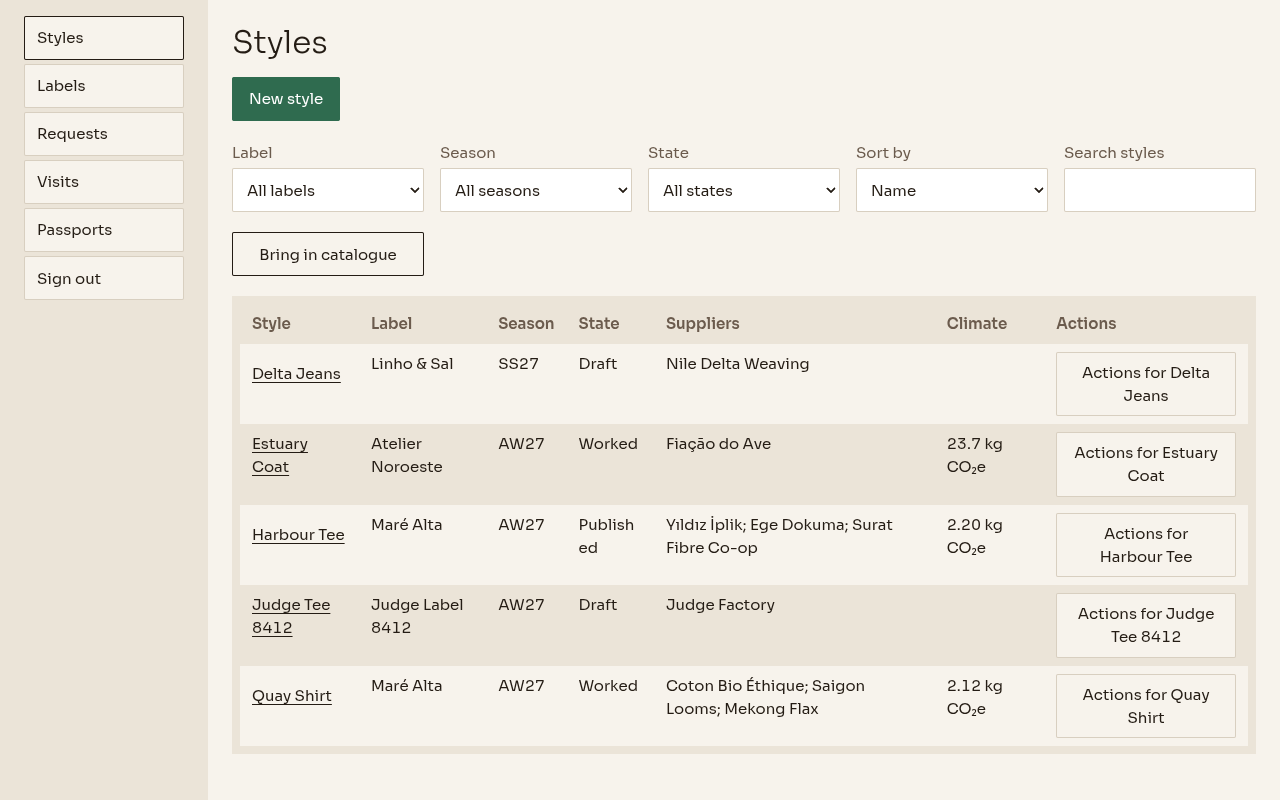 Styles
Labels
Requests
Visits
Passports
Sign out
Styles
New style
Label
Season
State
Sort by
Search styles
All labels
All seasons
All states
Name
Bring in catalogue
Style
Label
Season
State
Suppliers
Climate
Actions
Delta Jeans
Linho & Sal
SS27
Draft
Nile Delta Weaving
Actions for Delta
Jeans
Estuary
Coat
Atelier
Noroeste
AW27
Worked
Fiação do Ave
23.7 kg
CO₂e
Actions for Estuary
Coat
Harbour Tee
Maré Alta
AW27
Publish
ed
Yıldız İplik; Ege Dokuma; Surat
Fibre Co-op
2.20 kg
CO₂e
Actions for
Harbour Tee
Judge Tee
8412
Judge Label
8412
AW27
Draft
Judge Factory
Actions for Judge
Tee 8412
Quay Shirt
Maré Alta
AW27
Worked
Coton Bio Éthique; Saigon
Looms; Mekong Flax
2.12 kg
CO₂e
Actions for Quay
Shirt